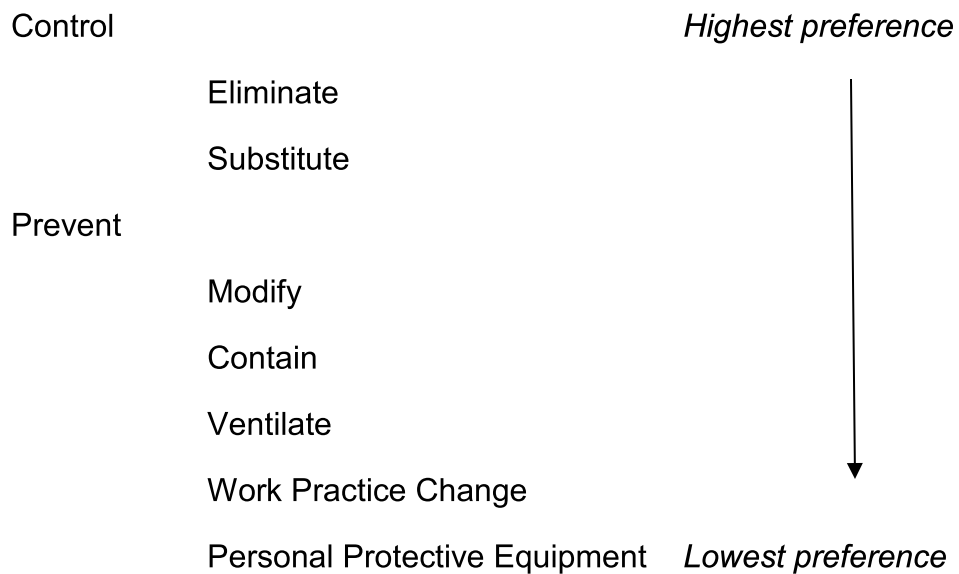 Control Highest preference
Eliminate
Substitute
Prevent
Modify
Contain
Ventilate
Work Practice Change
Personal Protective Equipment Lowest preference